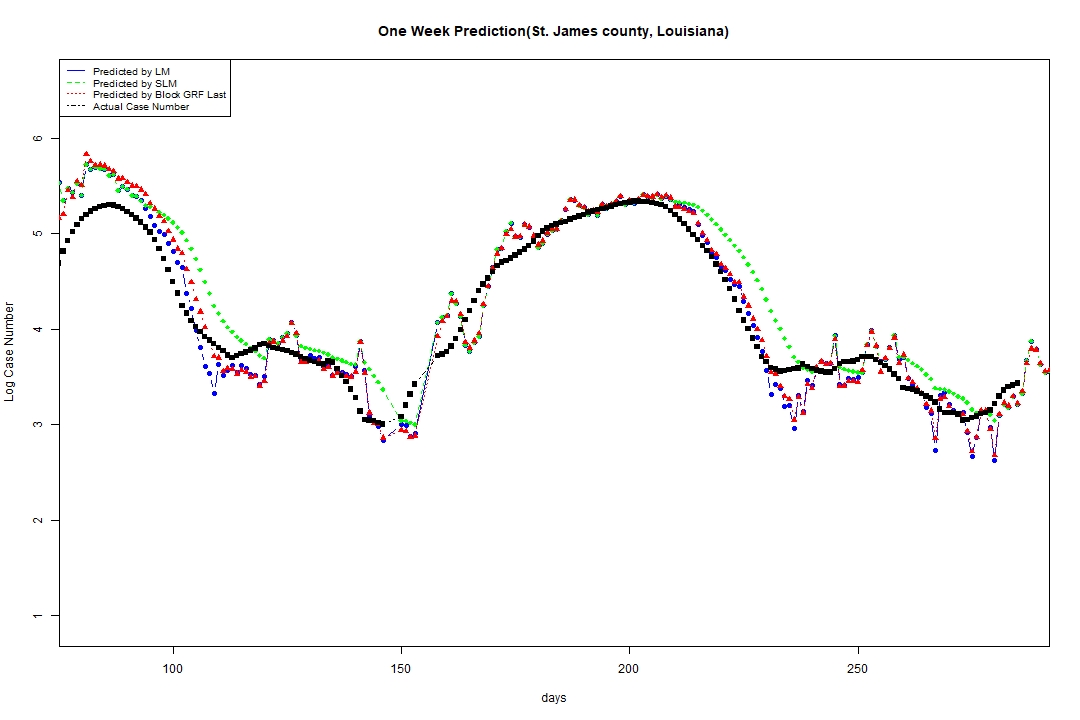 One Week Prediction(St. James county, Louisiana)
Predicted by LM
Predicted by SLM
Predicted by Block GRF Last
Actual Case Number
6
5
4
3
2
1
Log Case Number
100 150 200 250
days